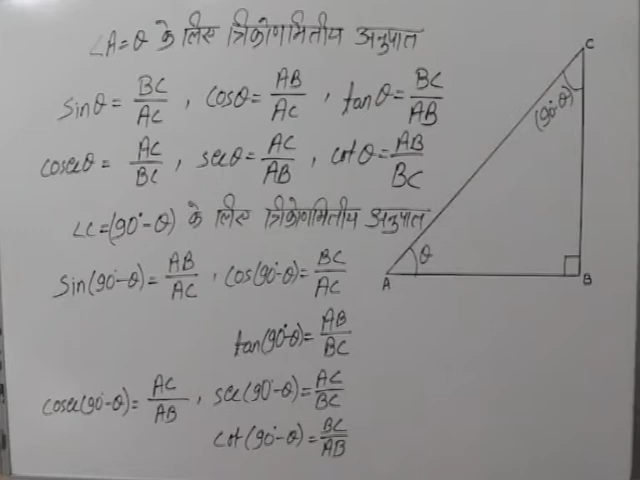 ∠A=θ के लिए त्रिकोणमितीय अनुपात
sinθ = BC/AC , cosθ = AB/AC , tanθ = BC/AB
cosecθ = AC/BC , secθ = AC/AB , cotθ = AB/BC
∠C=(90°-θ) के लिए त्रिकोणमितीय अनुपात
sin(90°-θ) = AB/AC , cos(90°-θ) = BC/AC
tan(90°-θ) = AB/BC
cosec(90°-θ) = AC/AB , sec(90°-θ) = AC/BC
cot(90°-θ) = BC/AB
C
(90°-θ)
θ
A
B